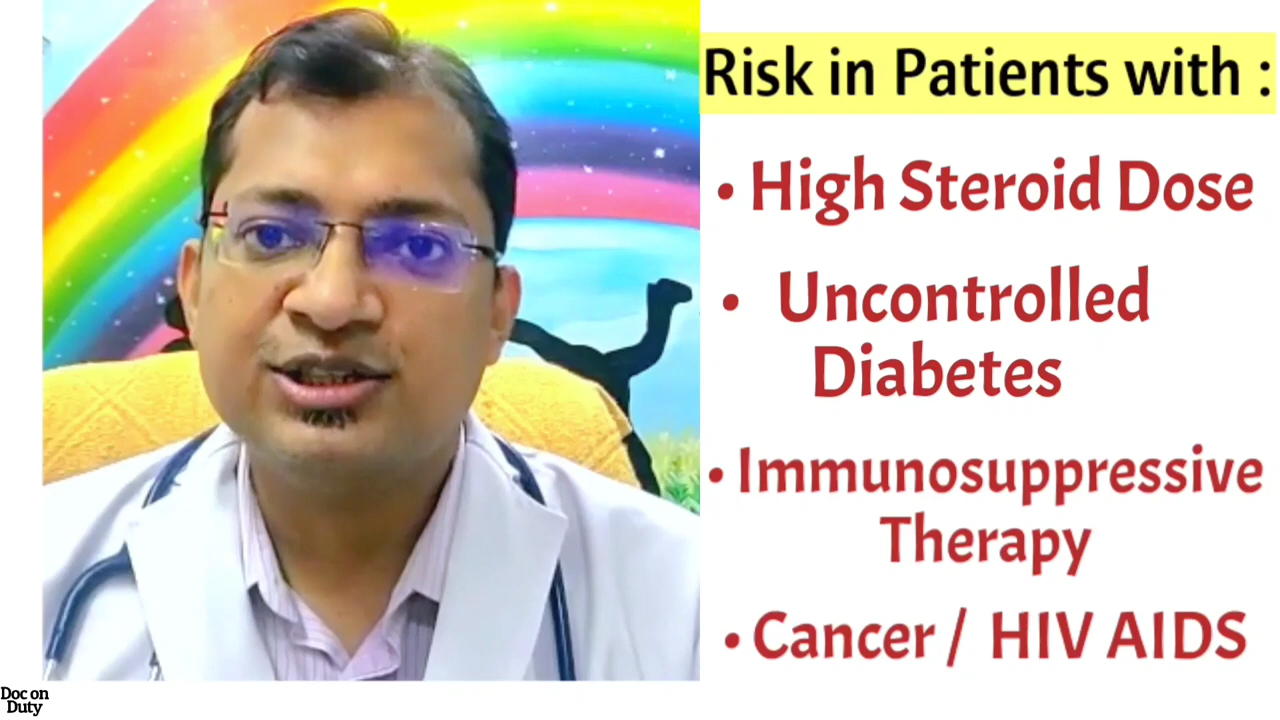 Risk in Patients with :
• High Steroid Dose
• Uncontrolled
Diabetes
• Immunosuppressive
Therapy
• Cancer / HIV AIDS
Doc on
Duty